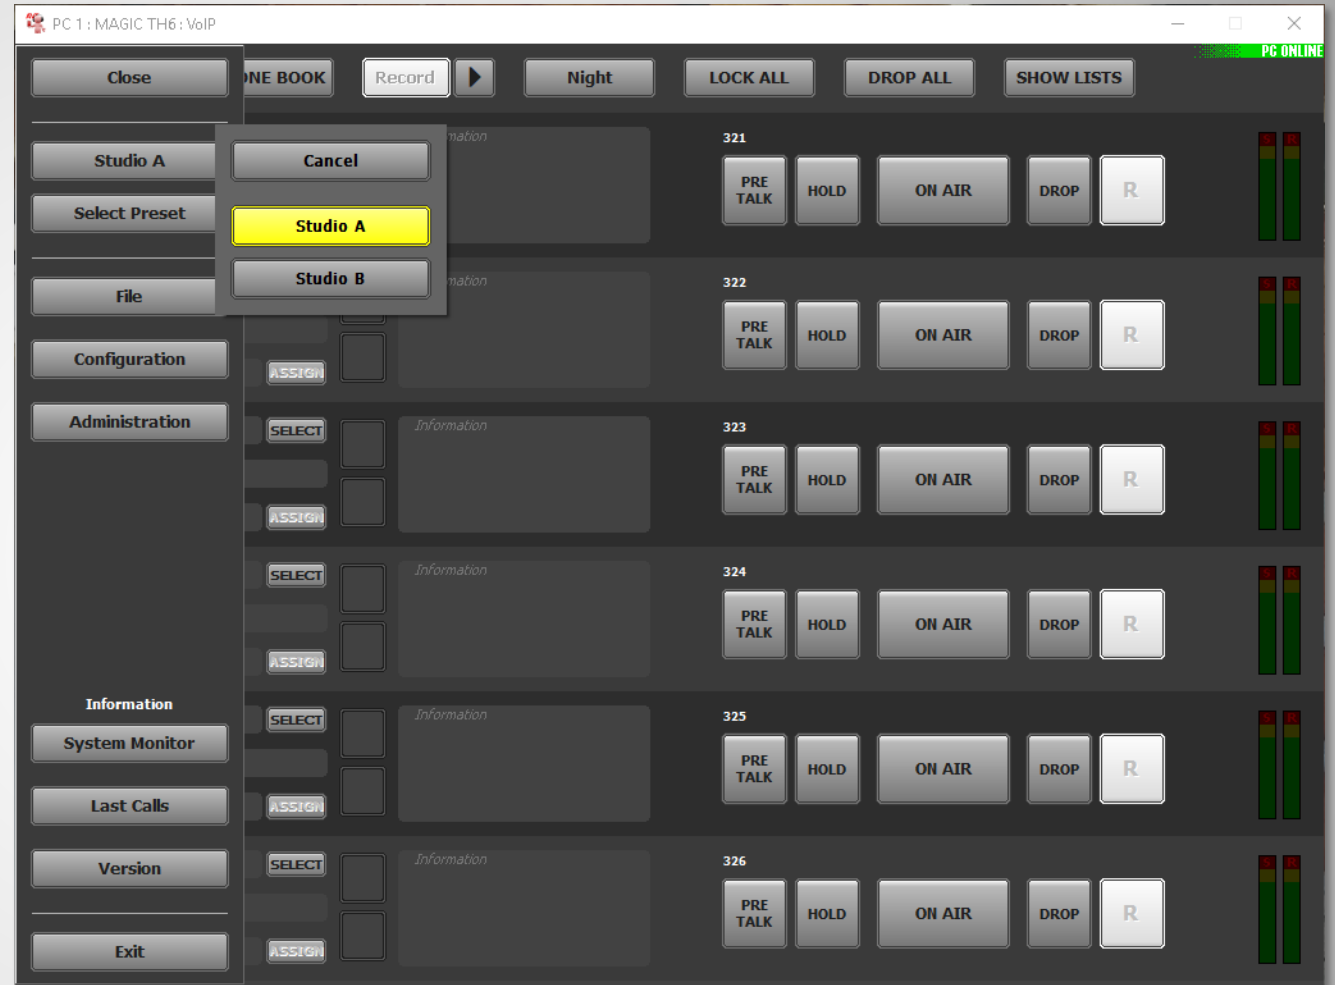 PC 1 : MAGIC TH6 : VoIP
PC ONLINE
Close
ONE BOOK
Record
Night
LOCK ALL
DROP ALL
SHOW LISTS
Studio A
Select Preset
File
Configuration
Administration
Information
System Monitor
Last Calls
Version
Exit
Cancel
Studio A
Studio B
321
PRE TALK
HOLD
ON AIR
DROP
R
S R
322
PRE TALK
HOLD
ON AIR
DROP
R
S R
ASSIGN
SELECT
Information
ASSIGN
323
PRE TALK
HOLD
ON AIR
DROP
R
S R
SELECT
Information
ASSIGN
324
PRE TALK
HOLD
ON AIR
DROP
R
S R
SELECT
Information
ASSIGN
325
PRE TALK
HOLD
ON AIR
DROP
R
S R
SELECT
Information
ASSIGN
326
PRE TALK
HOLD
ON AIR
DROP
R
S R